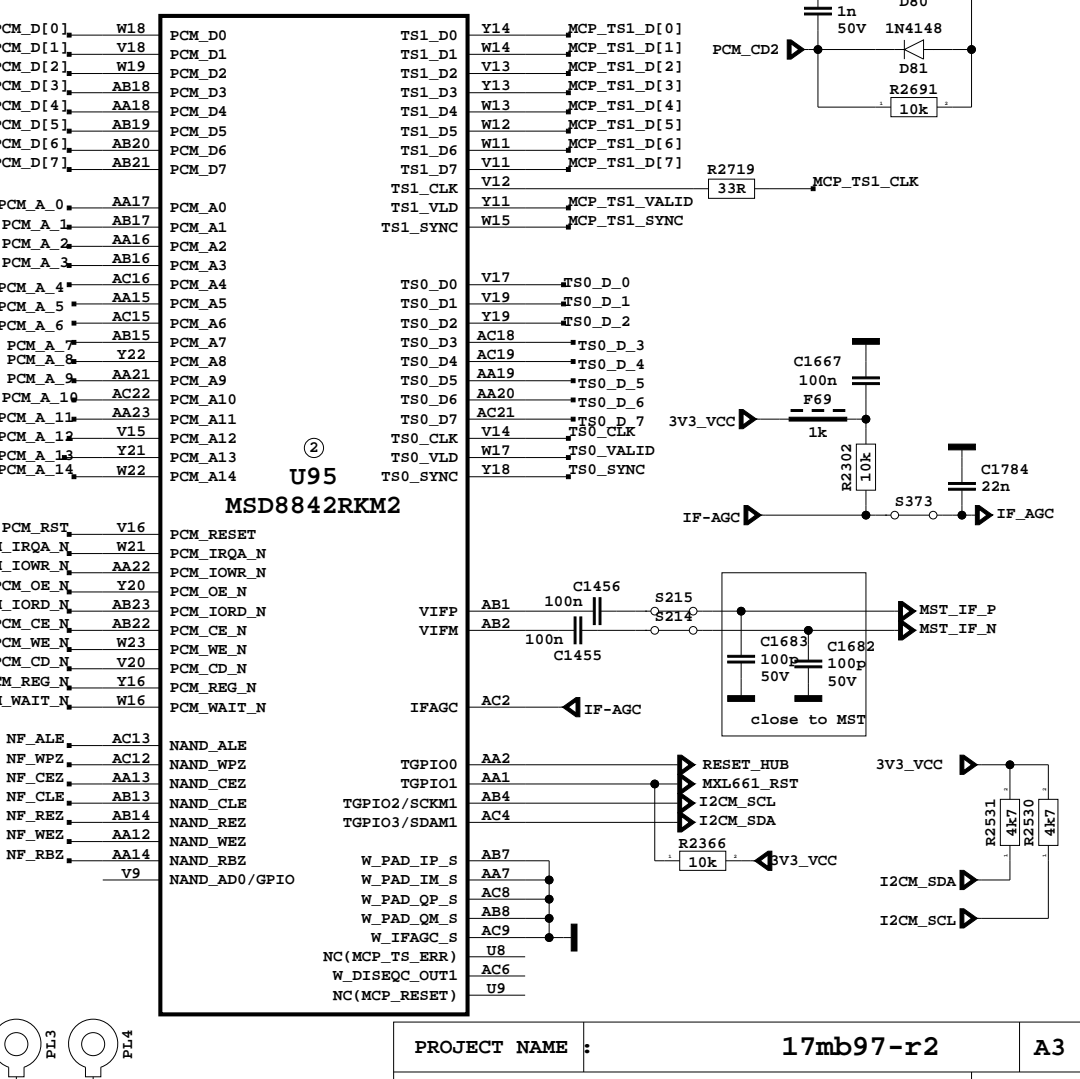 PCM_D[0] W18 PCM_D0
PCM_D[1] V18 PCM_D1
PCM_D[2] W19 PCM_D2
PCM_D[3] AB18 PCM_D3
PCM_D[4] AA18 PCM_D4
PCM_D[5] AB19 PCM_D5
PCM_D[6] AB20 PCM_D6
PCM_D[7] AB21 PCM_D7
PCM_A_0 AA17 PCM_A0
PCM_A_1 AB17 PCM_A1
PCM_A_2 AA16 PCM_A2
PCM_A_3 AB16 PCM_A3
PCM_A_4 AC16 PCM_A4
PCM_A_5 AA15 PCM_A5
PCM_A_6 AC15 PCM_A6
PCM_A_7 AB15 PCM_A7
PCM_A_8 Y22 PCM_A8
PCM_A_9 AA21 PCM_A9
PCM_A_10 AC22 PCM_A10
PCM_A_11 AA23 PCM_A11
PCM_A_12 V15 PCM_A12
PCM_A_13 Y21 PCM_A13
PCM_A_14 W22 PCM_A14
PCM_RST V16 PCM_RESET
M_IRQA_N W21 PCM_IRQA_N
M_IOWR_N AA22 PCM_IOWR_N
PCM_OE_N Y20 PCM_OE_N
M_IORD_N AB23 PCM_IORD_N
PCM_CE_N AB22 PCM_CE_N
PCM_WE_N W23 PCM_WE_N
PCM_CD_N V20 PCM_CD_N
CM_REG_N Y16 PCM_REG_N
M_WAIT_N W16 PCM_WAIT_N
NF_ALE AC13 NAND_ALE
NF_WPZ AC12 NAND_WPZ
NF_CEZ AA13 NAND_CEZ
NF_CLE AB13 NAND_CLE
NF_REZ AB14 NAND_REZ
NF_WEZ AA12 NAND_WEZ
NF_RBZ AA14 NAND_RBZ
V9 NAND_AD0/GPIO
2
U95
MSD8842RKM2
TS1_D0 Y14 MCP_TS1_D[0]
TS1_D1 W14 MCP_TS1_D[1]
TS1_D2 V13 MCP_TS1_D[2]
TS1_D3 Y13 MCP_TS1_D[3]
TS1_D4 W13 MCP_TS1_D[4]
TS1_D5 W12 MCP_TS1_D[5]
TS1_D6 W11 MCP_TS1_D[6]
TS1_D7 V11 MCP_TS1_D[7]
TS1_CLK V12 R2719 33R MCP_TS1_CLK
TS1_VLD Y11 MCP_TS1_VALID
TS1_SYNC W15 MCP_TS1_SYNC
TS0_D0 V17 TS0_D_0
TS0_D1 V19 TS0_D_1
TS0_D2 Y19 TS0_D_2
TS0_D3 AC18 TS0_D_3
TS0_D4 AC19 TS0_D_4
TS0_D5 AA19 TS0_D_5
TS0_D6 AA20 TS0_D_6
TS0_D7 AC21 TS0_D_7
TS0_CLK V14 TS0_CLK
TS0_VLD W17 TS0_VALID
TS0_SYNC Y18 TS0_SYNC
VIFP AB1 C1456 100n S215 MST_IF_P
VIFM AB2 100n C1455 S214 MST_IF_N
C1683 100p 50V
C1682 100p 50V
close to MST
IFAGC AC2 IF-AGC
TGPIO0 AA2 RESET_HUB
TGPIO1 AA1 MXL661_RST
TGPIO2/SCKM1 AB4 I2CM_SCL
TGPIO3/SDAM1 AC4 I2CM_SDA
R2366 10k 3V3_VCC
W_PAD_IP_S AB7
W_PAD_IM_S AA7
W_PAD_QP_S AC8
W_PAD_QM_S AB8
W_IFAGC_S AC9
NC(MCP_TS_ERR) U8
W_DISEQC_OUT1 AC6
NC(MCP_RESET) U9
1n
50V
D80
1N4148
PCM_CD2
D81
R2691
1 10k 2
C1667
100n
F69
3V3_VCC
1k
R2302 10k
C1784
22n
S373
IF-AGC IF_AGC
3V3_VCC
R2531 4k7 R2530 4k7
I2CM_SDA
I2CM_SCL
PL3 PL4
PROJECT NAME : 17mb97-r2 A3